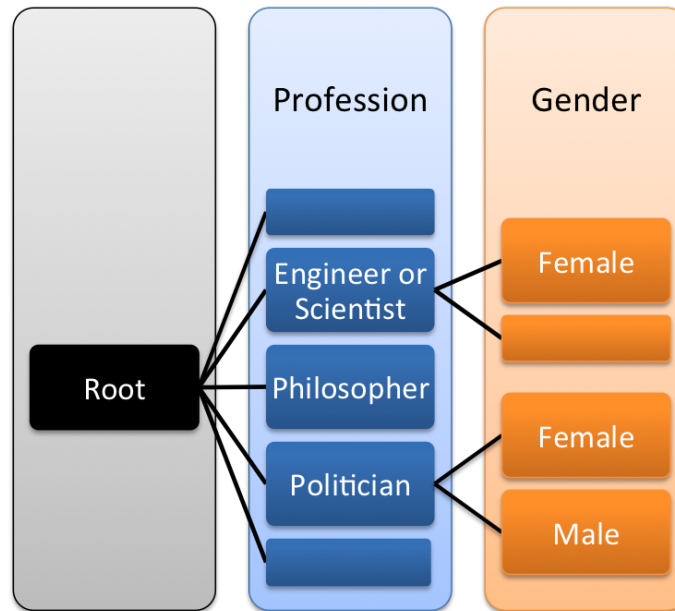 Profession
Gender
Root
Engineer or
Scientist
Philosopher
Politician
Female
Female
Male